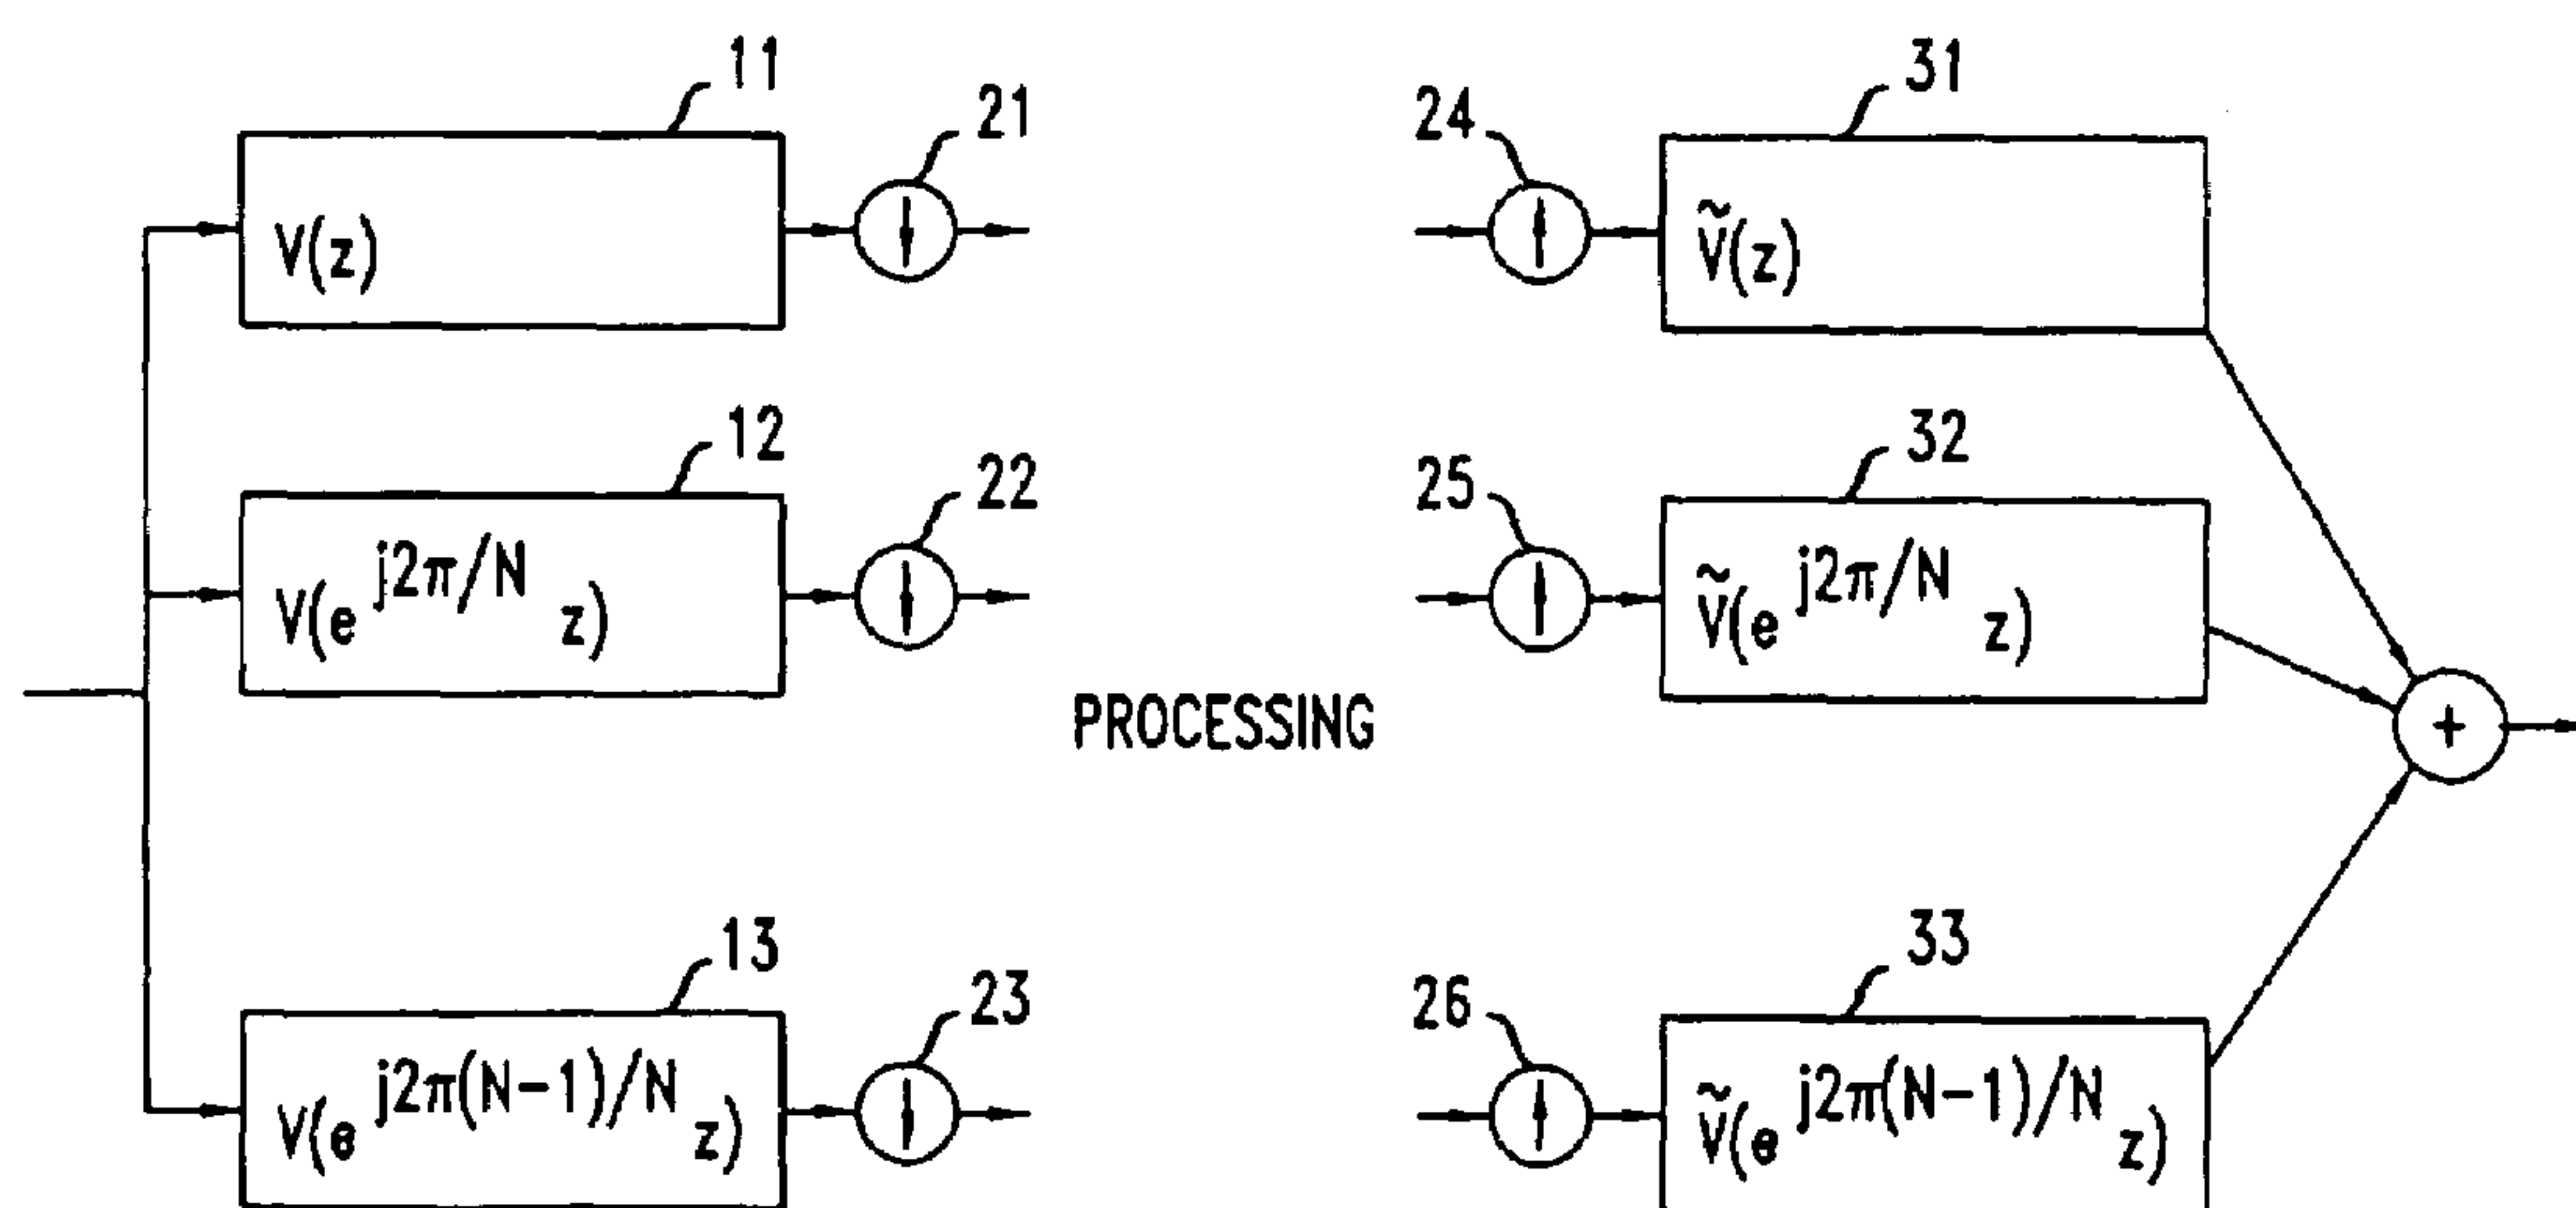 11
21
V(z)
24
31
Ṽ(z)
12
22
V(e^{j2π/N} z)
25
32
Ṽ(e^{j2π/N} z)
PROCESSING
+
13
23
V(e^{j2π(N-1)/N} z)
26
33
Ṽ(e^{j2π(N-1)/N} z)